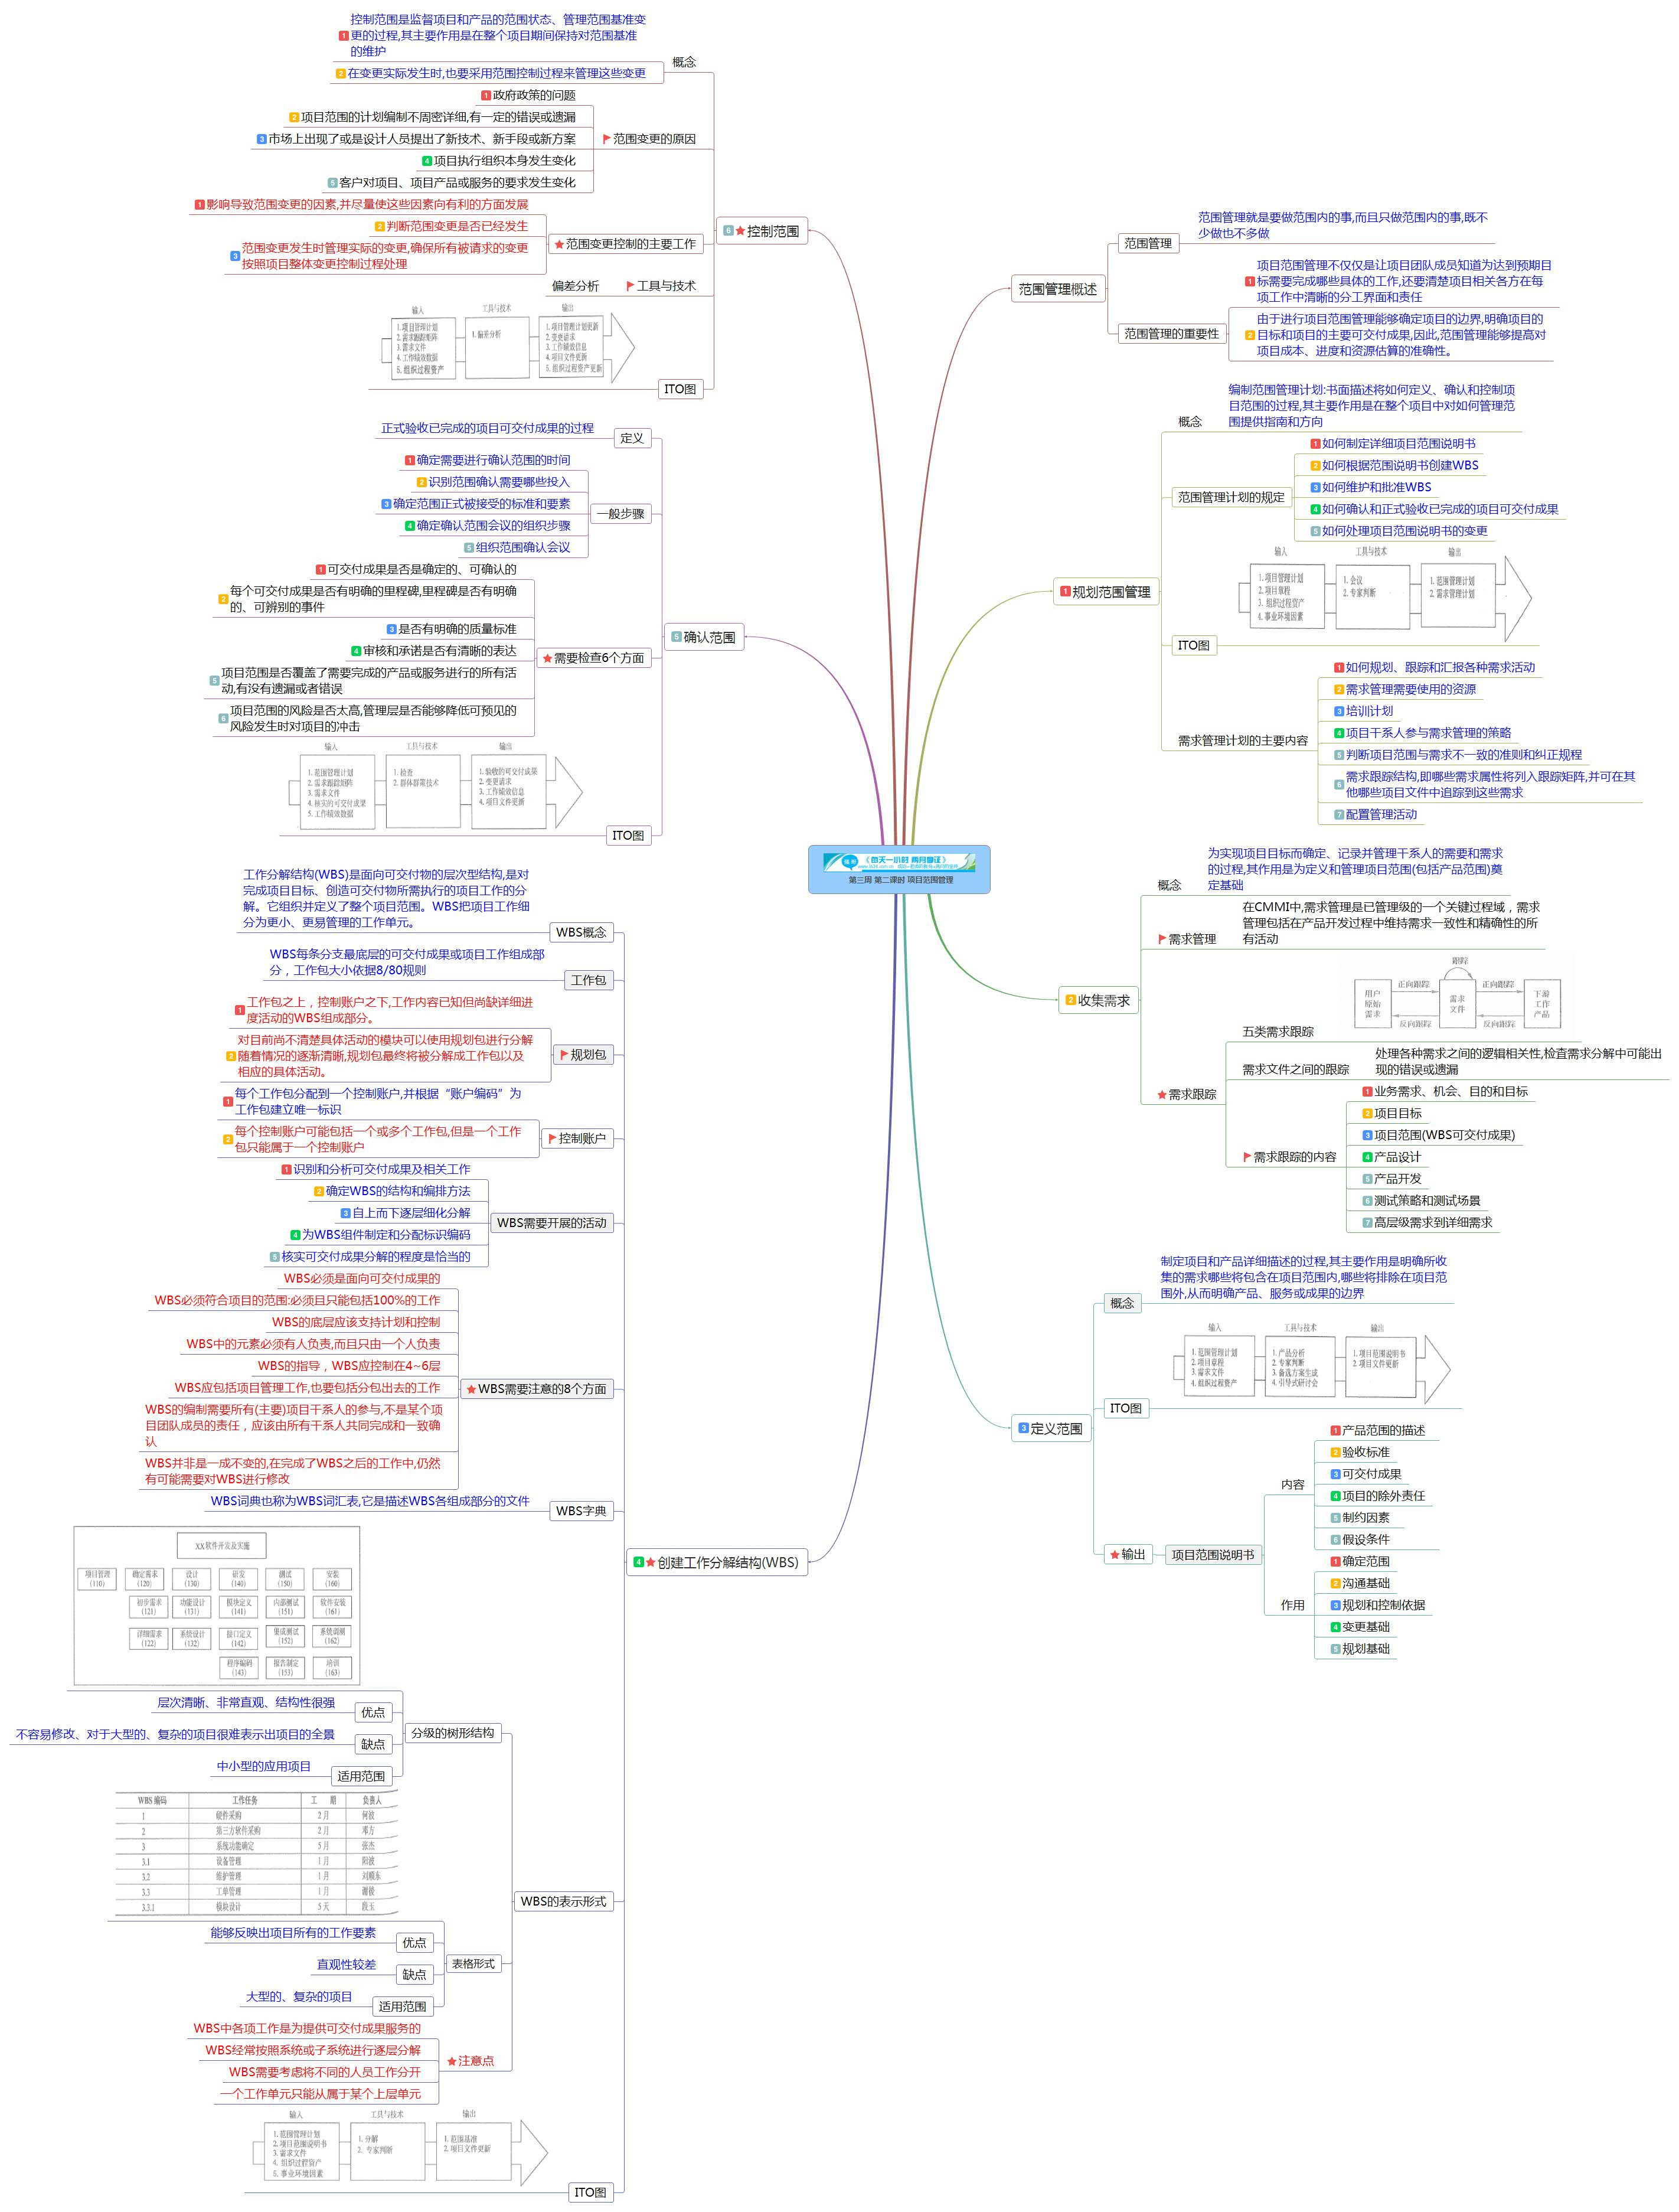 第三周 第二课时 项目范围管理
范围管理概述
范围管理
范围管理就是要做范围内的事,而且只做范围内的事,既不
少做也不多做
范围管理的重要性
1 项目范围管理不仅仅是让项目团队成员知道为达到预期目
标需要完成哪些具体的工作,还要清楚项目相关各方在每
项工作中清晰的分工界面和责任
2 由于进行项目范围管理能够确定项目的边界,明确项目的
目标和项目的主要可交付成果,因此,范围管理能够提高对
项目成本、进度和资源估算的准确性。
1 规划范围管理
概念
编制范围管理计划:书面描述将如何定义、确认和控制项
目范围的过程,其主要作用是在整个项目中对如何管理范
围提供指南和方向
范围管理计划的规定
1 如何制定详细项目范围说明书
2 如何根据范围说明书创建WBS
3 如何维护和批准WBS
4 如何确认和正式验收已完成的项目可交付成果
5 如何处理项目范围说明书的变更
ITO图
输入
1. 项目管理计划
2. 项目章程
3. 组织过程资产
4. 事业环境因素
工具与技术
1. 会议
2. 专家判断
输出
1. 范围管理计划
2. 需求管理计划
需求管理计划的主要内容
1 如何规划、跟踪和汇报各种需求活动
2 需求管理需要使用的资源
3 培训计划
4 项目干系人参与需求管理的策略
5 判断项目范围与需求不一致的准则和纠正规程
6 需求跟踪结构,即哪些需求属性将列入跟踪矩阵,并可在其
他哪些项目文件中追踪到这些需求
7 配置管理活动
2 收集需求
概念
为实现项目目标而确定、记录并管理干系人的需要和需求
的过程,其作用是为定义和管理项目范围(包括产品范围)奠
定基础
需求管理
在CMMI中,需求管理是已管理级的一个关键过程域，需求
管理包括在产品开发过程中维持需求一致性和精确性的所
有活动
需求跟踪
五类需求跟踪
跟踪
用户
原始
需求
正向跟踪
反向跟踪
需求
文件
正向跟踪
反向跟踪
下游
工作
产品
需求文件之间的跟踪
处理各种需求之间的逻辑相关性,检查需求分解中可能出
现的错误或遗漏
需求跟踪的内容
1 业务需求、机会、目的和目标
2 项目目标
3 项目范围(WBS可交付成果)
4 产品设计
5 产品开发
6 测试策略和测试场景
7 高层级需求到详细需求
3 定义范围
概念
制定项目和产品详细描述的过程,其主要作用是明确所收
集的需求哪些将包含在项目范围内,哪些将排除在项目范
围外,从而明确产品、服务或成果的边界
ITO图
输入
1. 范围管理计划
2. 项目章程
3. 需求文件
4. 组织过程资产
工具与技术
1. 产品分析
2. 专家判断
3. 备选方案生成
4. 引导式研讨会
输出
1. 项目范围说明书
2. 项目文件更新
输出
项目范围说明书
内容
1 产品范围的描述
2 验收标准
3 可交付成果
4 项目的除外责任
5 制约因素
6 假设条件
作用
1 确定范围
2 沟通基础
3 规划和控制依据
4 变更基础
5 规划基础
6 控制范围
概念
1 控制范围是监督项目和产品的范围状态、管理范围基准变
更的过程,其主要作用是在整个项目期间保持对范围基准
的维护
2 在变更实际发生时,也要采用范围控制过程来管理这些变更
范围变更的原因
1 政府政策的问题
2 项目范围的计划编制不周密详细,有一定的错误或遗漏
3 市场上出现了或是设计人员提出了新技术、新手段或新方案
4 项目执行组织本身发生变化
5 客户对项目、项目产品或服务的要求发生变化
范围变更控制的主要工作
1 影响导致范围变更的因素,并尽量使这些因素向有利的方面发展
2 判断范围变更是否已经发生
3 范围变更发生时管理实际的变更,确保所有被请求的变更
按照项目整体变更控制过程处理
工具与技术
偏差分析
ITO图
输入
1. 项目管理计划
2. 需求跟踪矩阵
3. 需求文件
4. 工作绩效数据
5. 组织过程资产
工具与技术
1. 偏差分析
输出
1. 项目管理计划更新
2. 变更请求
3. 工作绩效信息
4. 项目文件更新
5. 组织过程资产更新
5 确认范围
定义
正式验收已完成的项目可交付成果的过程
一般步骤
1 确定需要进行确认范围的时间
2 识别范围确认需要哪些投入
3 确定范围正式被接受的标准和要素
4 确定确认范围会议的组织步骤
5 组织范围确认会议
需要检查6个方面
1 可交付成果是否是确定的、可确认的
2 每个可交付成果是否有明确的里程碑,里程碑是否有明确
的、可辨别的事件
3 是否有明确的质量标准
4 审核和承诺是否有清晰的表达
5 项目范围是否覆盖了需要完成的产品或服务进行的所有活
动,有没有遗漏或者错误
6 项目范围的风险是否太高,管理层是否能够降低可预见的
风险发生时对项目的冲击
ITO图
输入
1. 范围管理计划
2. 需求跟踪矩阵
3. 需求文件
4. 核实的可交付成果
5. 工作绩效数据
工具与技术
1. 检查
2. 群体群策技术
输出
1. 验收的可交付成果
2. 变更请求
3. 工作绩效信息
4. 项目文件更新
4 创建工作分解结构(WBS)
WBS概念
工作分解结构(WBS)是面向可交付物的层次型结构,是对
完成项目目标、创造可交付物所需执行的项目工作的分
解。它组织并定义了整个项目范围。WBS把项目工作细
分为更小、更易管理的工作单元。
工作包
WBS每条分支最底层的可交付成果或项目工作组成部
分，工作包大小依据8/80规则
规划包
1 工作包之上，控制账户之下,工作内容已知但尚缺详细进
度活动的WBS组成部分。
2 对目前尚不清楚具体活动的模块可以使用规划包进行分解
随着情况的逐渐清晰,规划包最终将被分解成工作包以及
相应的具体活动。
控制账户
1 每个工作包分配到一个控制账户,并根据“账户编码”为
工作包建立唯一标识
2 每个控制账户可能包括一个或多个工作包,但是一个工作
包只能属于一个控制账户
WBS需要开展的活动
1 识别和分析可交付成果及相关工作
2 确定WBS的结构和编排方法
3 自上而下逐层细化分解
4 为WBS组件制定和分配标识编码
5 核实可交付成果分解的程度是恰当的
WBS需要注意的8个方面
WBS必须是面向可交付成果的
WBS必须符合项目的范围:必须目只能包括100%的工作
WBS的底层应该支持计划和控制
WBS中的元素必须有人负责,而且只由一个人负责
WBS的指导，WBS应控制在4~6层
WBS应包括项目管理工作,也要包括分包出去的工作
WBS的编制需要所有(主要)项目干系人的参与,不是某个项
目团队成员的责任，应该由所有干系人共同完成和一致确
认
WBS并非是一成不变的,在完成了WBS之后的工作中,仍然
有可能需要对WBS进行修改
WBS字典
WBS词典也称为WBS词汇表,它是描述WBS各组成部分的文件
WBS的表示形式
分级的树形结构
XX软件开发及实施
项目管理 (110)
确定需求 (120)
设计 (130)
研发 (140)
测试 (150)
安装 (160)
初步需求 (121)
功能设计 (131)
模块定义 (141)
内部测试 (151)
软件安装 (161)
详细需求 (122)
系统设计 (132)
接口定义 (142)
集成测试 (152)
系统调测 (162)
程序编码 (143)
报告制定 (153)
培训 (163)
优点
层次清晰、非常直观、结构性很强
缺点
不容易修改、对于大型的、复杂的项目很难表示出项目的全景
适用范围
中小型的应用项目
表格形式
WBS 编码 工作任务 工 期 负责人
1 硬件采购 2 月 何波
2 第三方软件采购 2 月 邓方
3 系统功能确定 5 月 张杰
3.1 设备管理 1 月 阳波
3.2 维护管理 1 月 刘顺东
3.3 工单管理 1 月
3.3.1 模块设计 5 天 段玉
优点
能够反映出项目所有的工作要素
缺点
直观性较差
适用范围
大型的、复杂的项目
注意点
WBS中各项工作是为提供可交付成果服务的
WBS经常按照系统或子系统进行逐层分解
WBS需要考虑将不同的人员工作分开
一个工作单元只能从属于某个上层单元
ITO图
输入
1. 范围管理计划
2. 项目范围说明书
3. 需求文件
4. 组织过程资产
5. 事业环境因素
工具与技术
1. 分解
2. 专家判断
输出
1. 范围基准
2. 项目文件更新